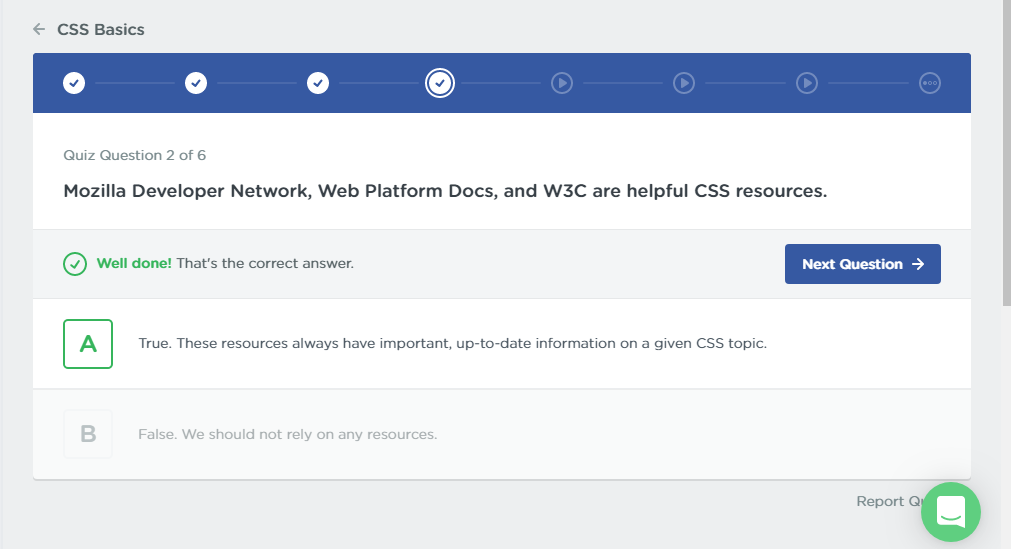 CSS Basics
Quiz Question 2 of 6
Mozilla Developer Network, Web Platform Docs, and W3C are helpful CSS resources.
Well done! That's the correct answer.
Next Question
A
True. These resources always have important, up-to-date information on a given CSS topic.
B
False. We should not rely on any resources.
Report